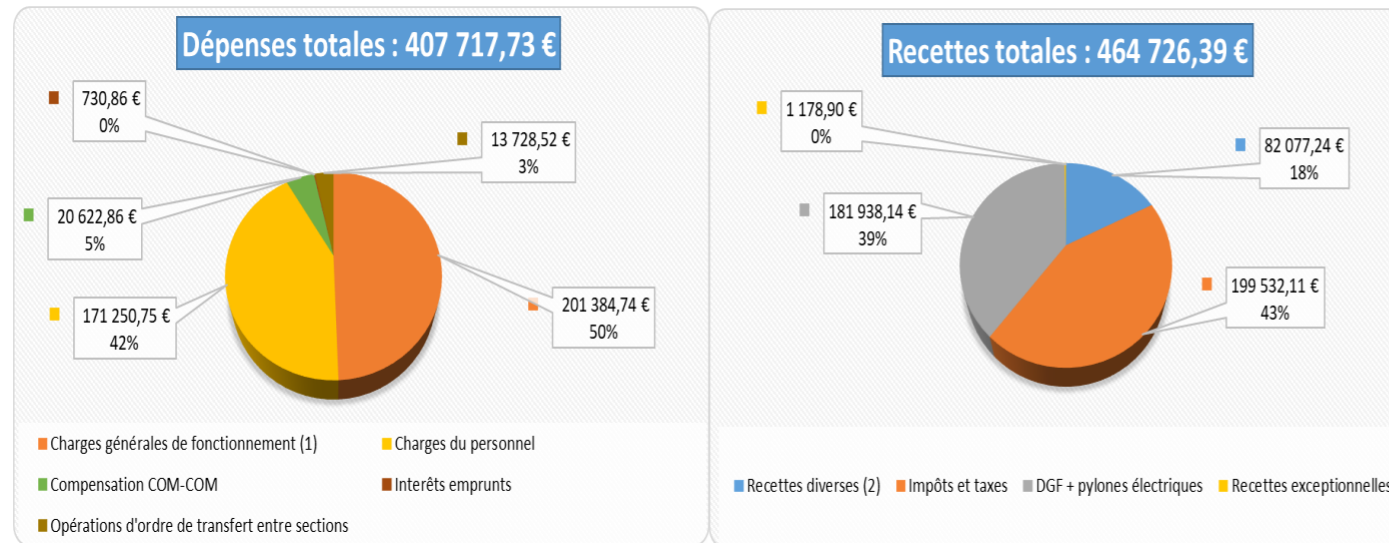 Dépenses totales : 407 717,73 €
730,86 €
0%
13 728,52 €
3%
20 622,86 €
5%
171 250,75 €
42%
201 384,74 €
50%
Charges générales de fonctionnement (1)
Charges du personnel
Compensation COM-COM
Interêts emprunts
Opérations d'ordre de transfert entre sections
Recettes totales : 464 726,39 €
1 178,90 €
0%
82 077,24 €
18%
181 938,14 €
39%
199 532,11 €
43%
Recettes diverses (2)
Impôts et taxes
DGF + pylones électriques
Recettes exceptionnelles